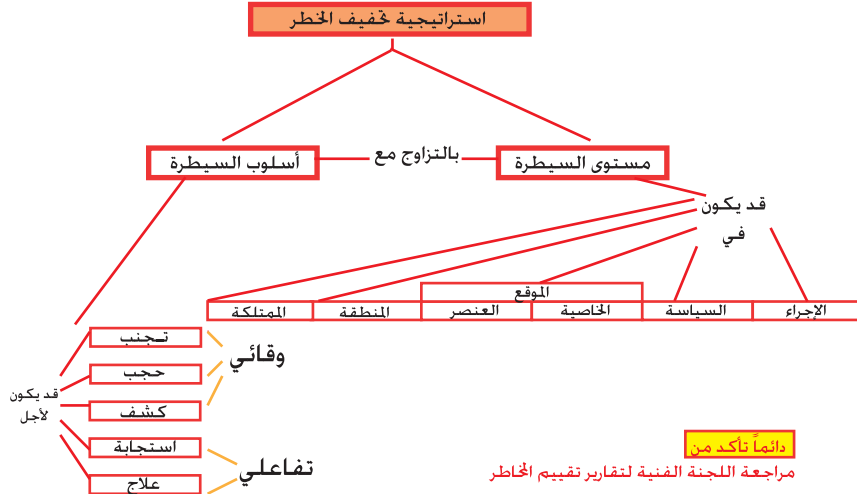 استراتيجية تخفيف الخطر
مستوى السيطرة
بالتزاوج مع
أسلوب السيطرة
قد يكون
في
الموقع
الإجراء
السياسة
الخاصية
العنصر
المنطقة
الممتلكة
تـجنب
حجب
كشف
استجابة
علاج
وقائي
تفاعلي
قد يكون
لأجل
دائماً تأكد من
مراجعة اللجنة الفنية لتقارير تقييم المخاطر